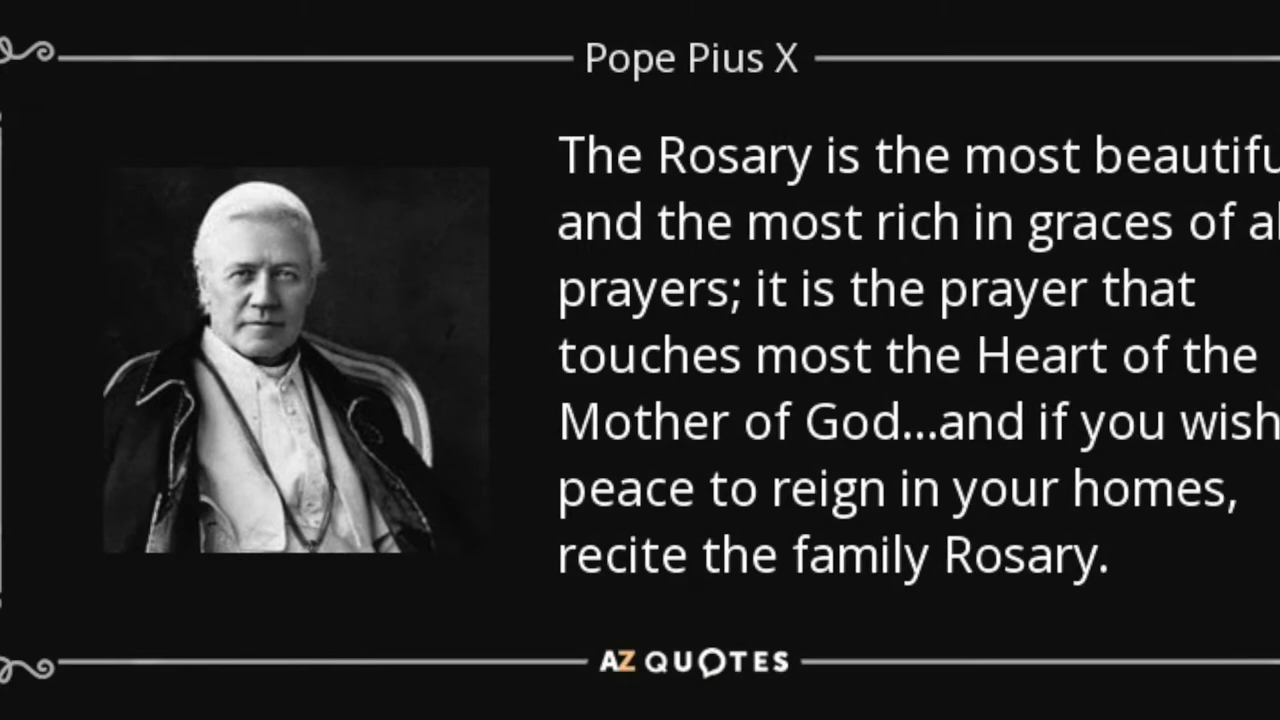 Pope Pius X
The Rosary is the most beautifu
and the most rich in graces of al
prayers; it is the prayer that
touches most the Heart of the
Mother of God...and if you wish
peace to reign in your homes,
recite the family Rosary.
AZ QUOTES